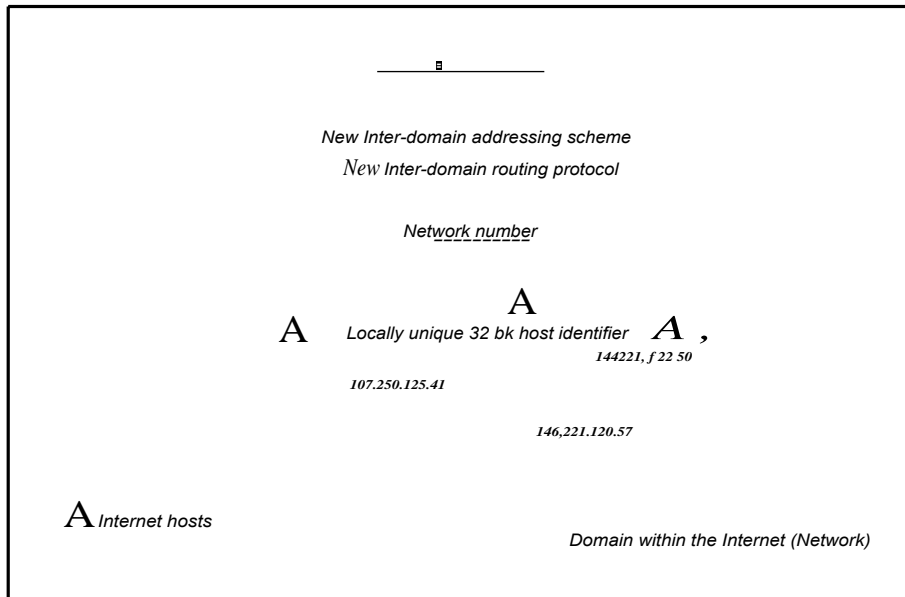 New Inter-domain addressing scheme
New Inter-domain routing protocol
Network number
A
A Locally unique 32 bk host identifier A ,
144221, f 22 50
107.250.125.41
146,221.120.57
A Internet hosts
Domain within the Internet (Network)